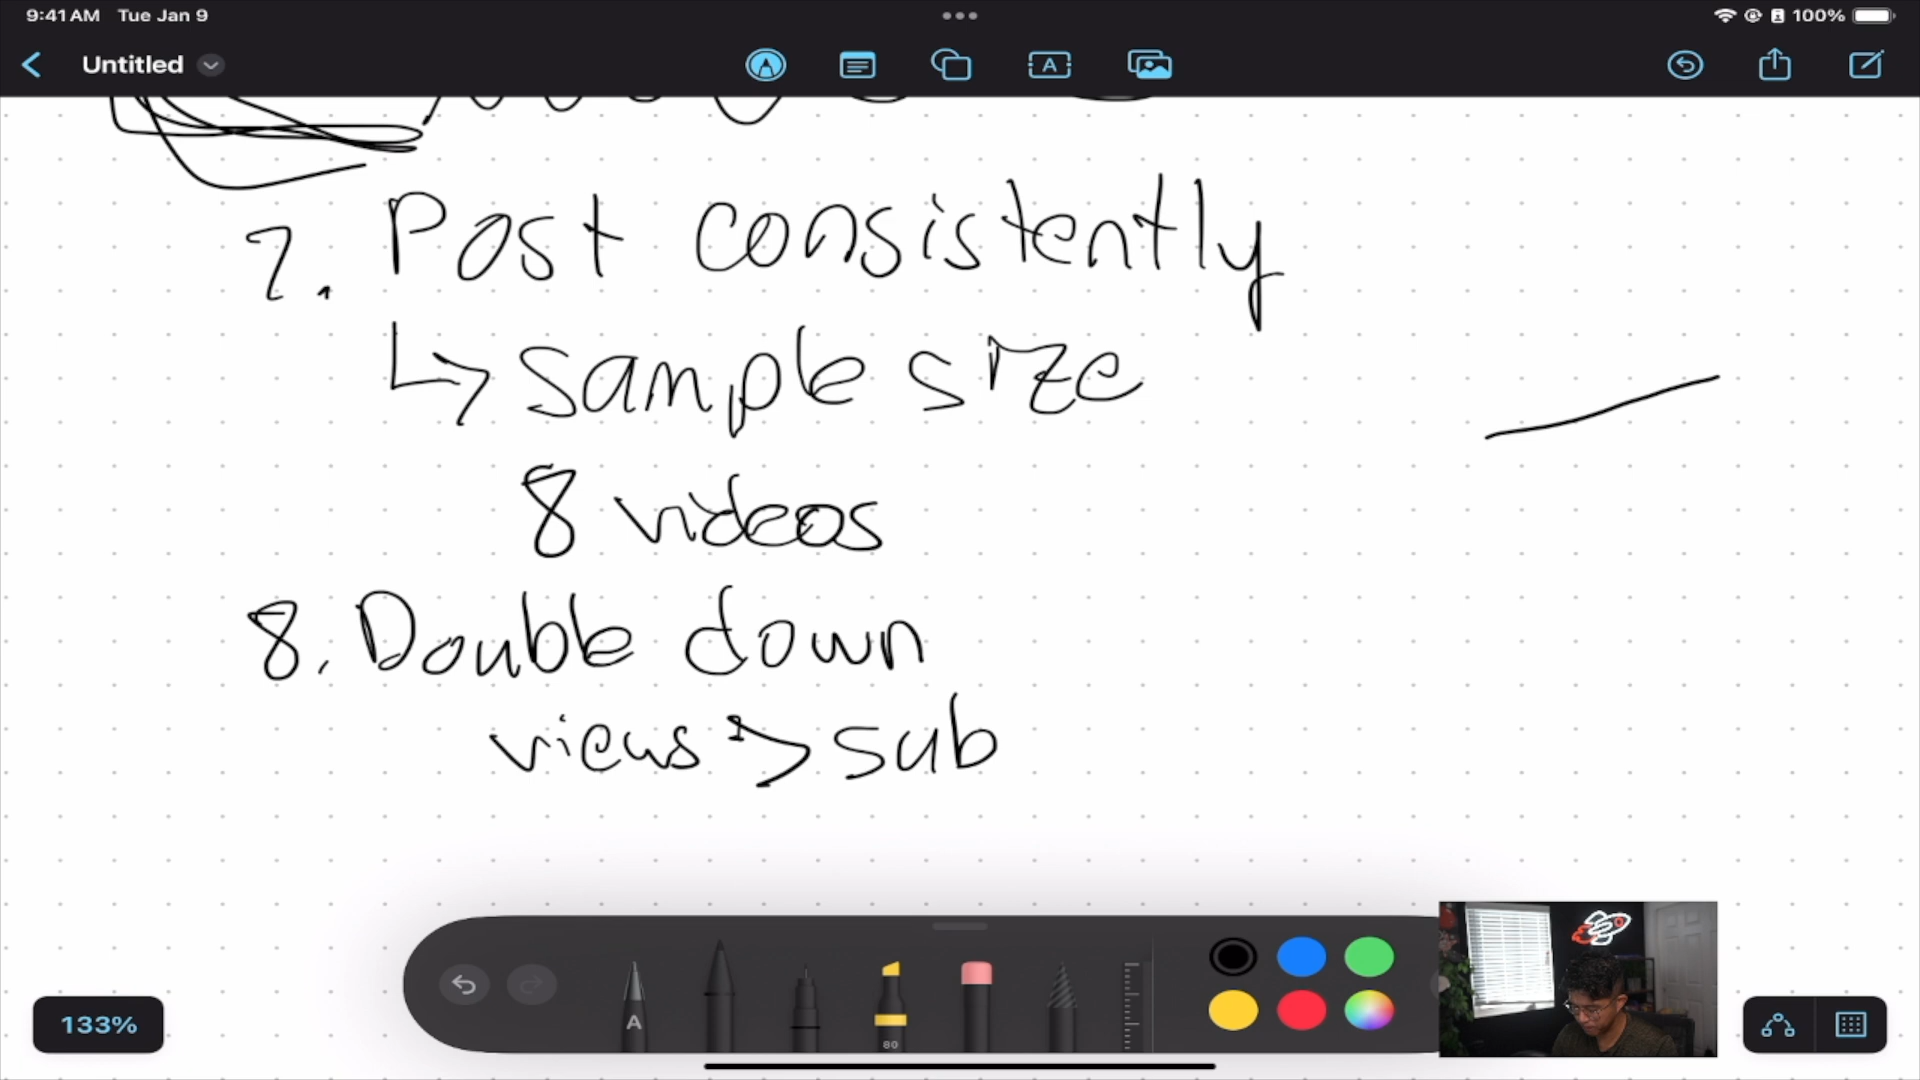 9:41 AM Tue Jan 9
100%
Untitled
A
7. Post consistently
↳ sample size
8 videos
8. Double down
views > sub
A
80
133%